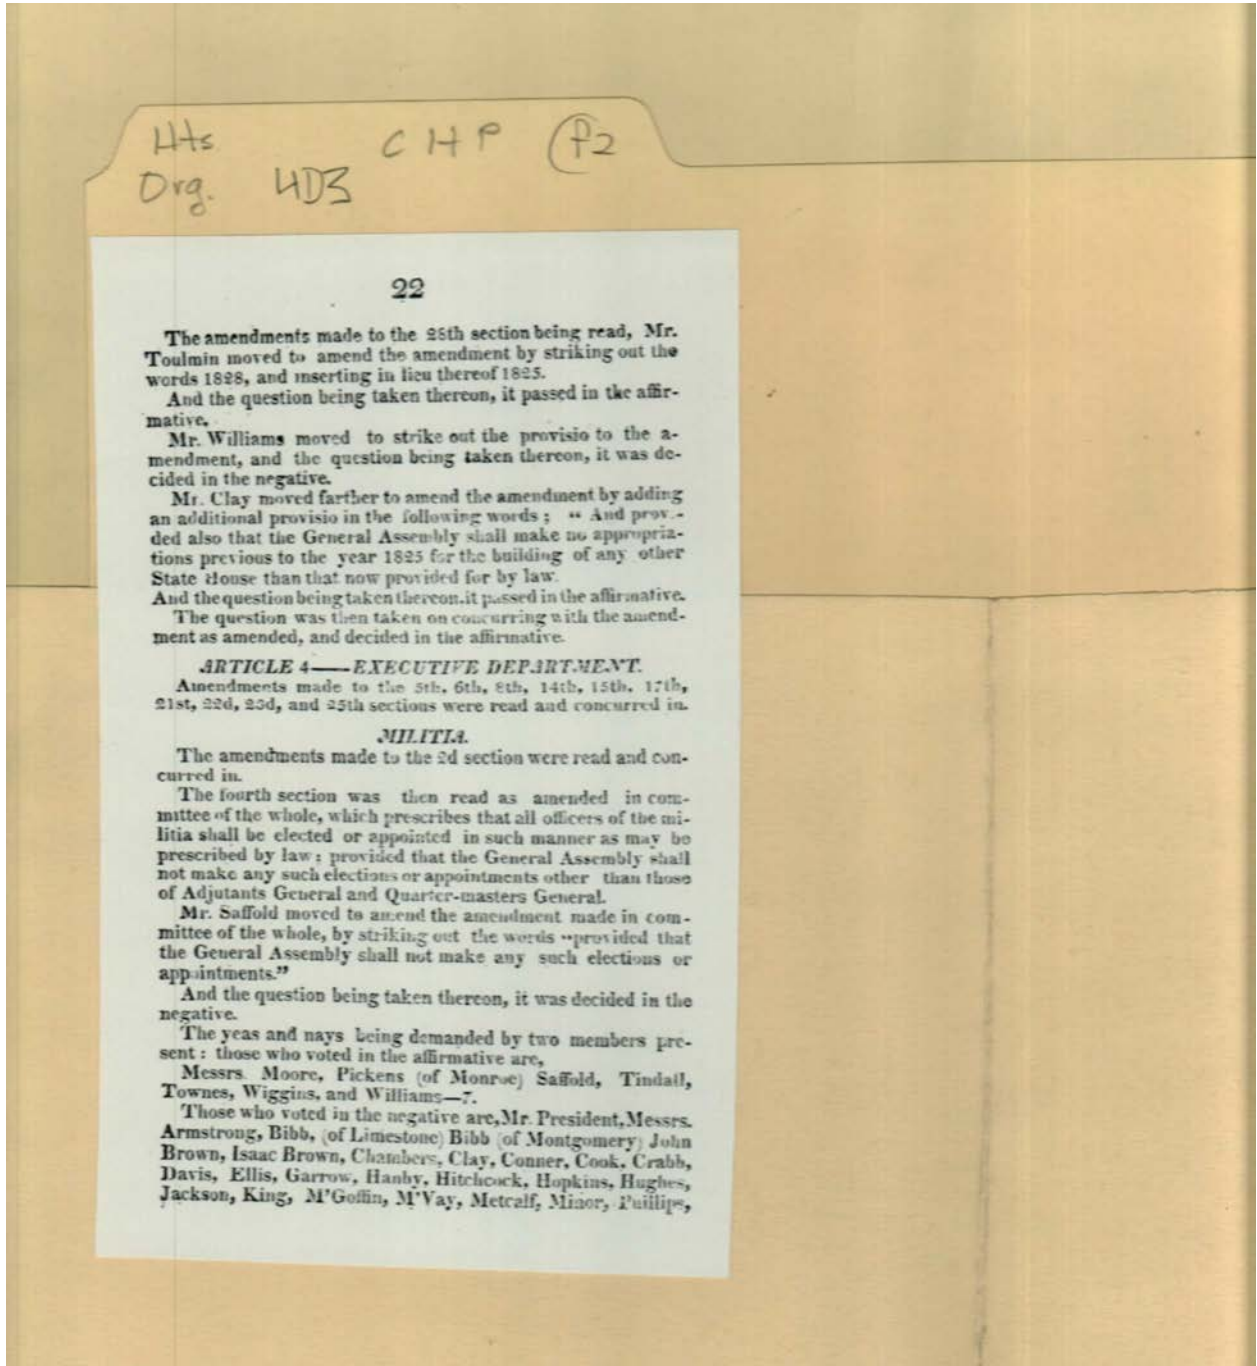 Hts C H P P2
Org. 4D3
22
The amendments made to the 28th section being read, Mr.
Toulmin moved to amend the amendment by striking out the
words 1828, and inserting in lieu thereof 1825.
And the question being taken thereon, it passed in the affir-
mative.
Mr. Williams moved to strike out the provisio to the a-
mendment, and the question being taken thereon, it was de-
cided in the negative.
Mr. Clay moved farther to amend the amendment by adding
an additional provisio in the following words ; “ And prov.-
ded also that the General Assembly shall make no appropria-
tions previous to the year 1825 for the building of any other
State House than that now provided for by law.
And the question being taken thereon, it passed in the affirmative.
The question was then taken on concurring with the amend-
ment as amended, and decided in the affirmative.
ARTICLE 4——EXECUTIVE DEPARTMENT.
Amendments made to the 5th, 6th, 8th, 14th, 15th, 17th,
21st, 22d, 23d, and 25th sections were read and concurred in.
MILITIA.
The amendments made to the 2d section were read and con-
curred in.
The fourth section was then read as amended in com-
mittee of the whole, which prescribes that all officers of the mi-
litia shall be elected or appointed in such manner as may be
prescribed by law; provided that the General Assembly shall
not make any such elections or appointments other than those
of Adjutants General and Quarter-masters General.
Mr. Saffold moved to amend the amendment made in com-
mittee of the whole, by striking out the words “provided that
the General Assembly shall not make any such elections or
appointments.”
And the question being taken thereon, it was decided in the
negative.
The yeas and nays being demanded by two members pre-
sent : those who voted in the affirmative are,
Messrs. Moore, Pickens (of Monroe) Saffold, Tindall,
Townes, Wiggins, and Williams—7.
Those who voted in the negative are, Mr. President, Messrs.
Armstrong, Bibb, (of Limestone) Bibb (of Montgomery) John
Brown, Isaac Brown, Chambers, Clay, Conner, Cook, Crabb,
Davis, Ellis, Garrow, Hanby, Hitchcock, Hopkins, Hughes,
Jackson, King, M'Goffin, M'Vay, Metcalf, Minor, Phillips,